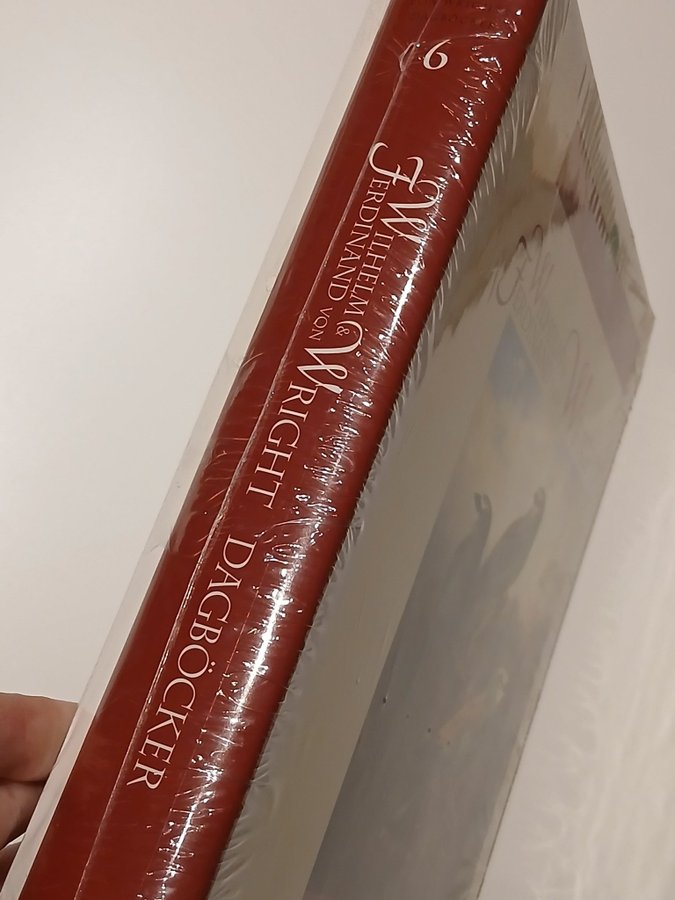 6
WILHELM &
FERDINAND VON WRIGHT DAGBÖCKER